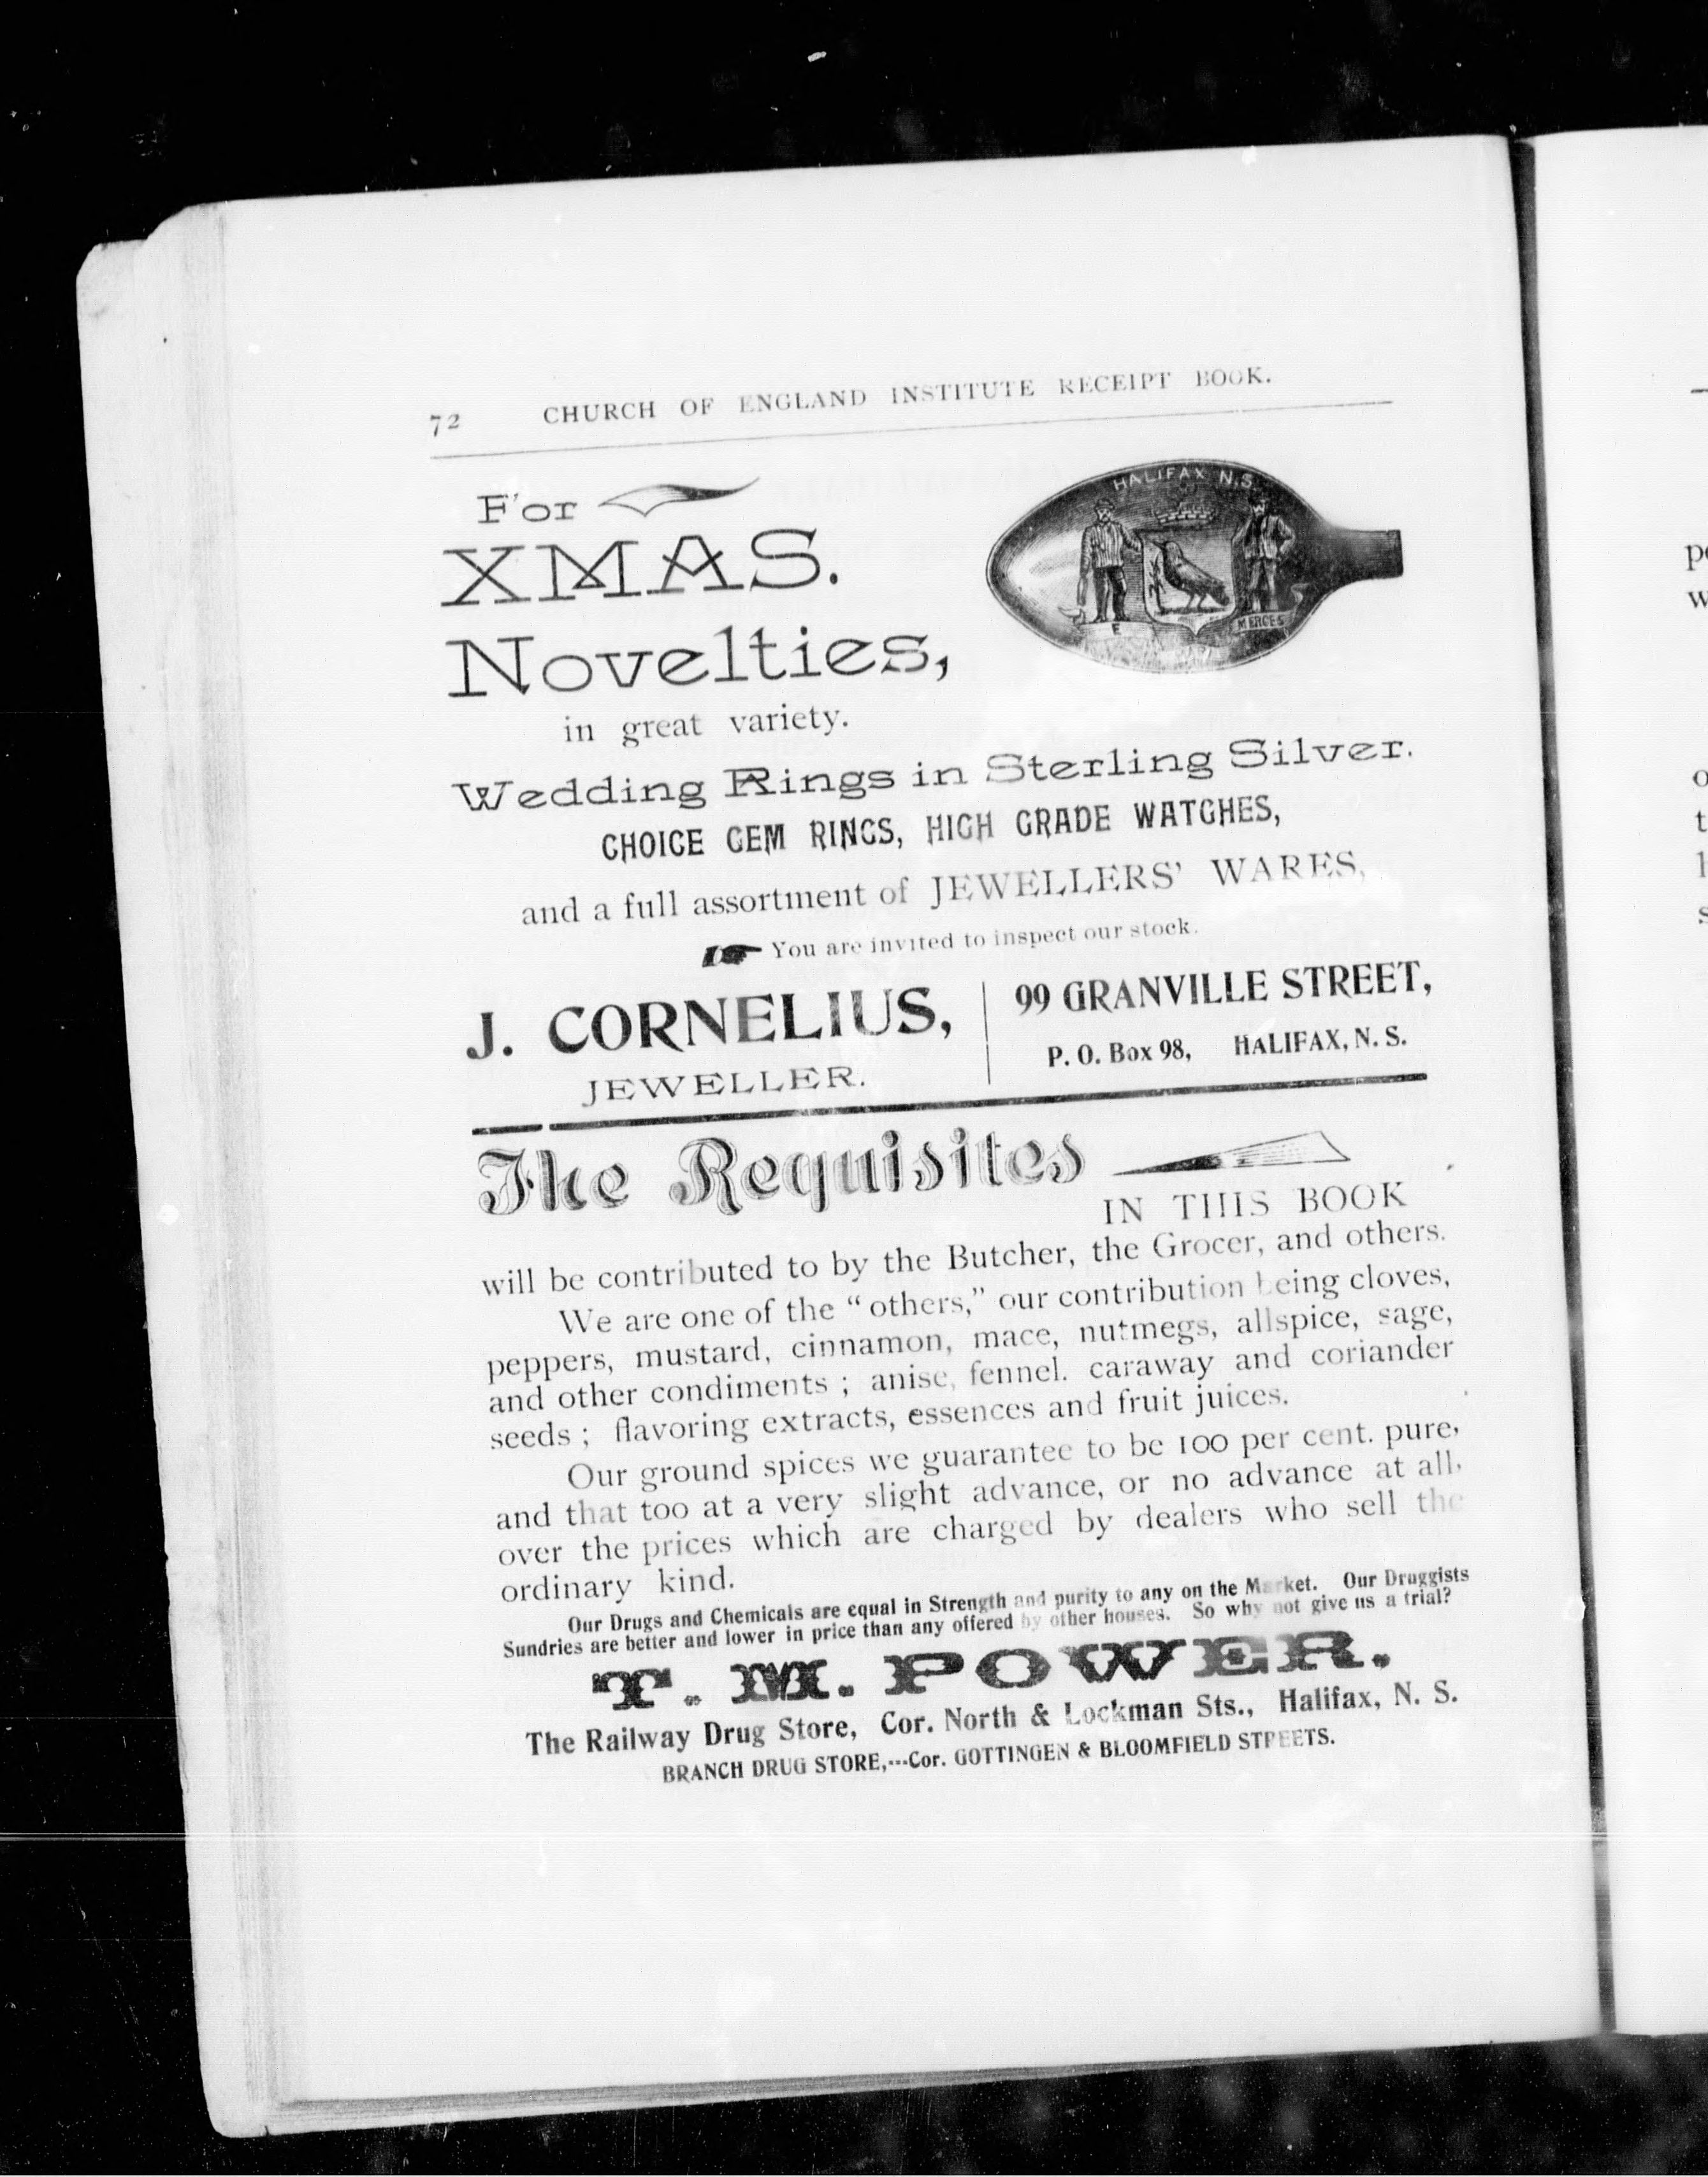 72 CHURCH OF ENGLAND INSTITUTE RECEIPT BOOK.
For
XMAS.
Novelties,
in great variety.
HALIFAX N.S.
E MERCES
Wedding Rings in Sterling Silver.
CHOICE GEM RINGS, HIGH GRADE WATCHES,
and a full assortment of JEWELLERS' WARES,
You are invited to inspect our stock.
J. CORNELIUS,
JEWELLER.
99 GRANVILLE STREET,
P. O. Box 98, HALIFAX, N. S.
The Requisites
IN THIS BOOK
will be contributed to by the Butcher, the Grocer, and others.
We are one of the “others,” our contribution being cloves,
peppers, mustard, cinnamon, mace, nutmegs, allspice, sage,
and other condiments ; anise, fennel. caraway and coriander
seeds ; flavoring extracts, essences and fruit juices.
Our ground spices we guarantee to be 100 per cent. pure,
and that too at a very slight advance, or no advance at all,
over the prices which are charged by dealers who sell the
ordinary kind.
Our Drugs and Chemicals are equal in Strength and purity to any on the Market. Our Druggists
Sundries are better and lower in price than any offered by other houses. So why not give us a trial?
T. M. POWER.
The Railway Drug Store, Cor. North & Lockman Sts., Halifax, N. S.
BRANCH DRUG STORE,---Cor. GOTTINGEN & BLOOMFIELD STREETS.